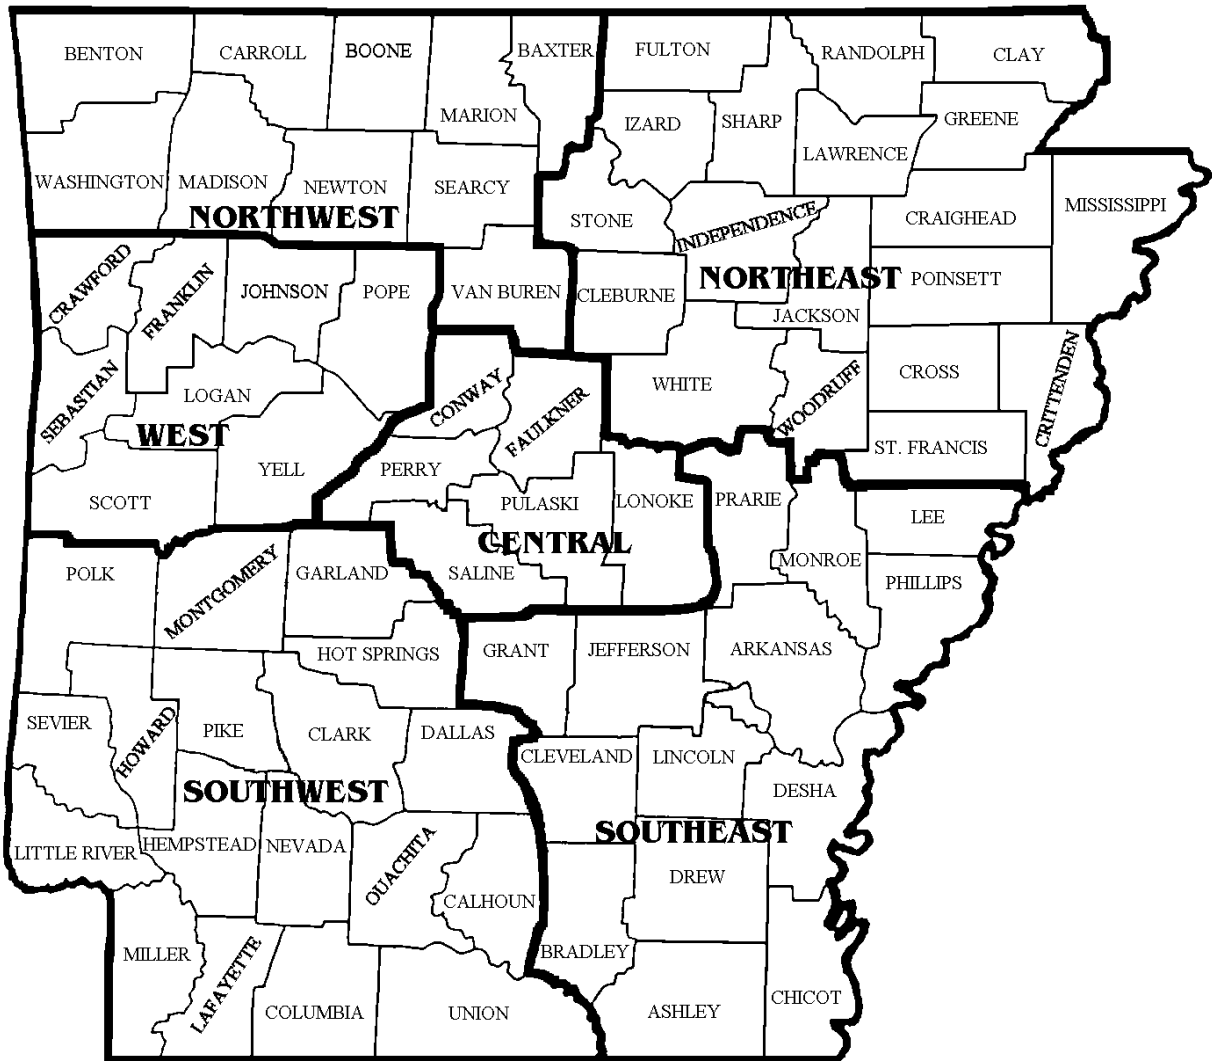 BENTON
CARROLL
BOONE
BAXTER
FULTON
RANDOLPH
CLAY
MARION
IZARD
SHARP
GREENE
LAWRENCE
WASHINGTON
MADISON
NEWTON
SEARCY
STONE
INDEPENDENCE
CRAIGHEAD
MISSISSIPPI
NORTHWEST
CRAWFORD
FRANKLIN
JOHNSON
POPE
VAN BUREN
CLEBURNE
NORTHEAST
POINSETT
JACKSON
SEBASTIAN
LOGAN
CONWAY
FAULKNER
WHITE
WOODRUFF
CROSS
CRITTENDEN
WEST
ST. FRANCIS
YELL
PERRY
SCOTT
PULASKI
LONOKE
PRARIE
LEE
CENTRAL
POLK
MONTGOMERY
GARLAND
SALINE
MONROE
PHILLIPS
HOT SPRINGS
GRANT
JEFFERSON
ARKANSAS
SEVIER
HOWARD
PIKE
CLARK
DALLAS
CLEVELAND
LINCOLN
SOUTHWEST
DESHA
SOUTHEAST
LITTLE RIVER
HEMPSTEAD
NEVADA
OUACHITA
CALHOUN
DREW
MILLER
LAFAYETTE
BRADLEY
COLUMBIA
UNION
ASHLEY
CHICOT